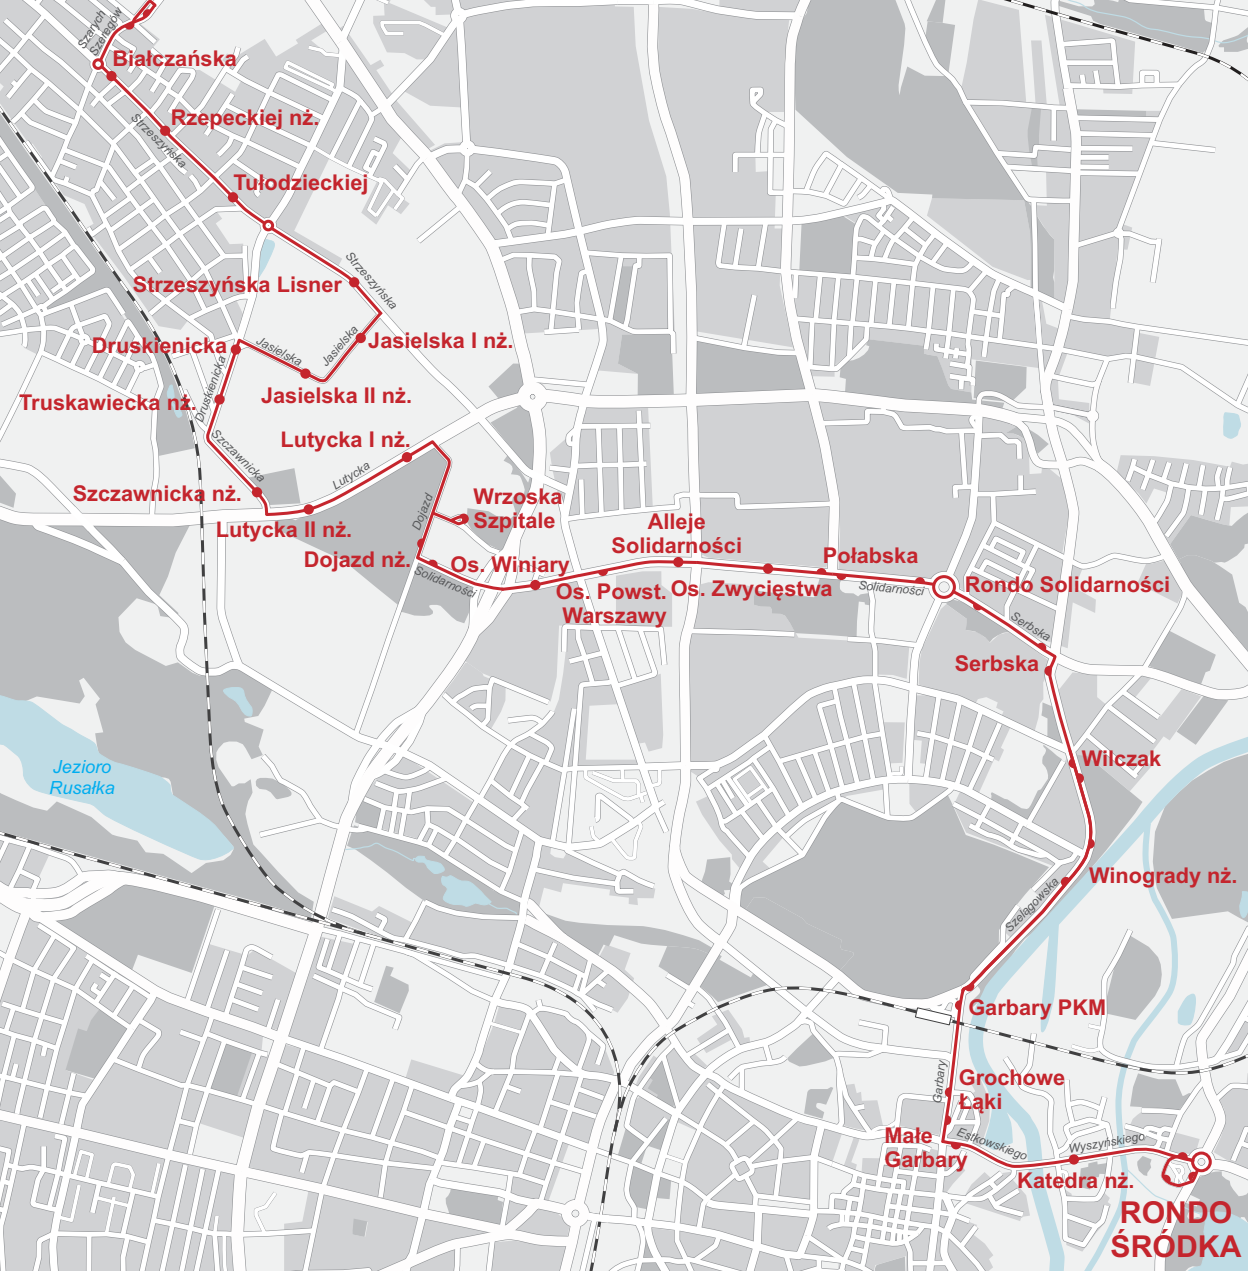 Szarych
Szeregów
Białczańska
Rzepeckiej nż.
Strzeszyńska
Tułodzieckiej
Strzeszyńska
Strzeszyńska Lisner
Jasielska I nż.
Jasielska
Jasielska
Druskienicka
Jasielska II nż.
Truskawiecka nż.
Druskienicka
Lutycka I nż.
Szczawnicka
Lutycka
Szczawnicka nż.
Wrzoska
Szpitale
Dojazd
Lutycka II nż.
Alleje
Solidarności
Dojazd nż.
Os. Winiary
Solidarności
Połabska
Os. Powst.
Warszawy
Os. Zwycięstwa
Solidarności
Rondo Solidarności
Serbska
Serbska
Wilczak
Jezioro
Rusałka
Winogrady nż.
Szelągowska
Garbary PKM
Garbary
Grochowe
Łąki
Małe
Garbary
Estkowskiego
Wyszyńskiego
Katedra nż.
RONDO
ŚRÓDKA